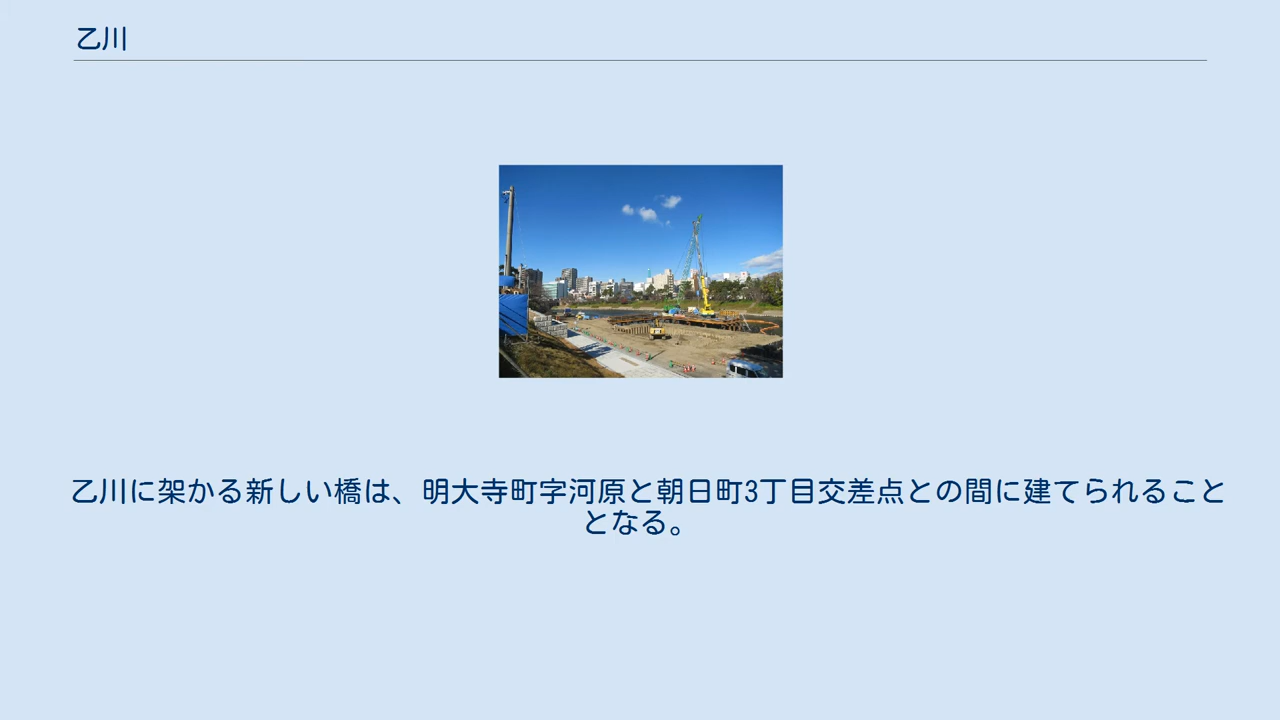 乙川
乙川に架かる新しい橋は、明大寺町字河原と朝日町3丁目交差点との間に建てられること
となる。